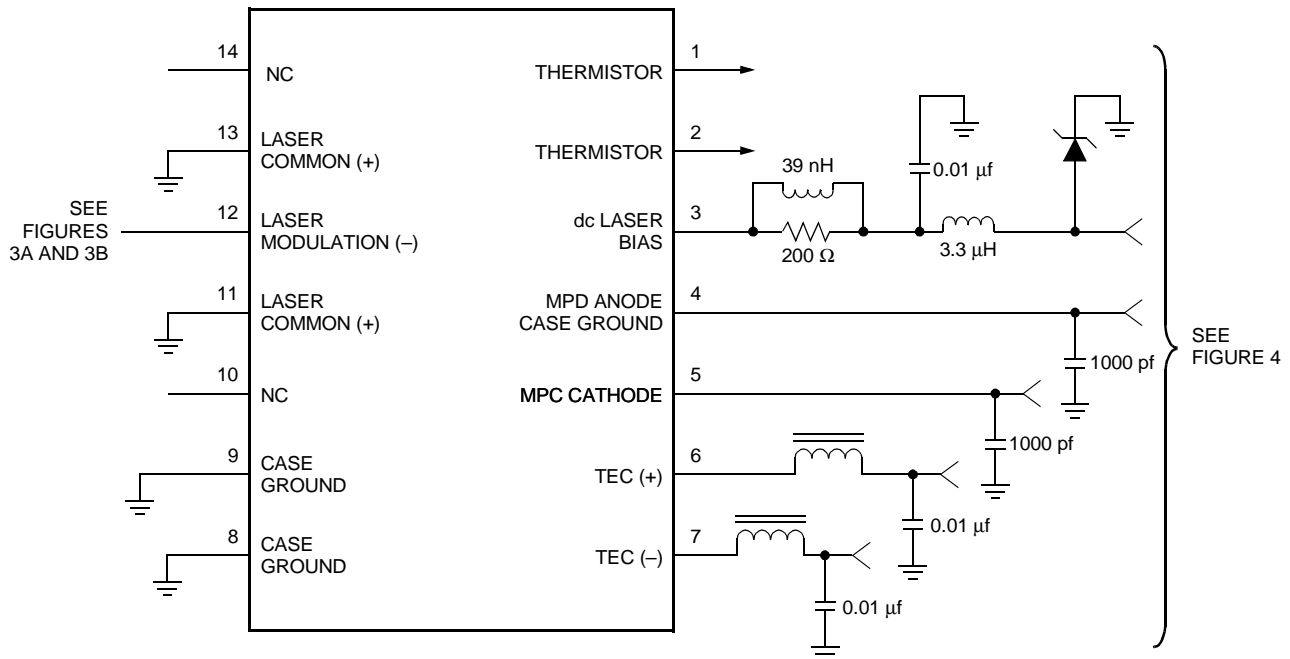 14
NC
13
LASER
COMMON (+)
SEE
FIGURES
3A AND 3B
12
LASER
MODULATION (–)
11
LASER
COMMON (+)
10
NC
9
CASE
GROUND
8
CASE
GROUND
1
THERMISTOR
2
THERMISTOR
3
dc LASER
BIAS
39 nH
200 Ω
0.01 μf
3.3 μH
4
MPD ANODE
CASE GROUND
1000 pf
5
MPC CATHODE
1000 pf
6
TEC (+)
0.01 μf
7
TEC (–)
0.01 μf
SEE
FIGURE 4